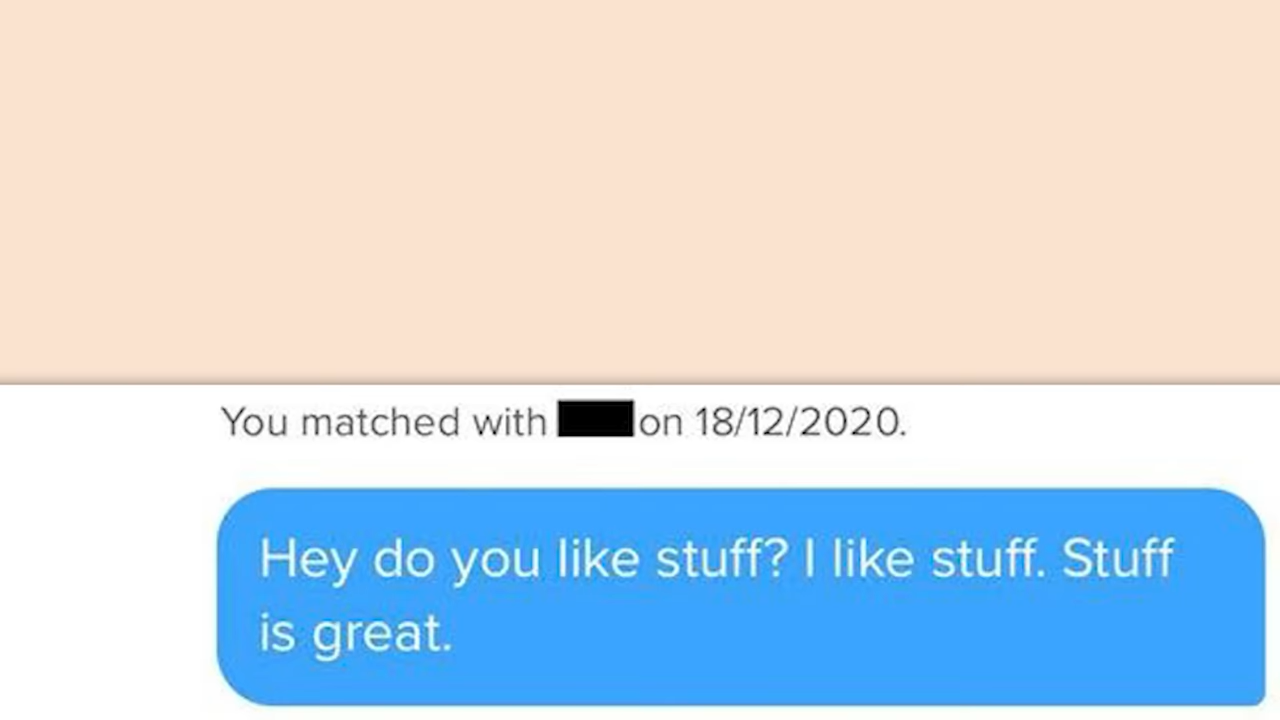 You matched with on 18/12/2020.
Hey do you like stuff? I like stuff. Stuff
is great.